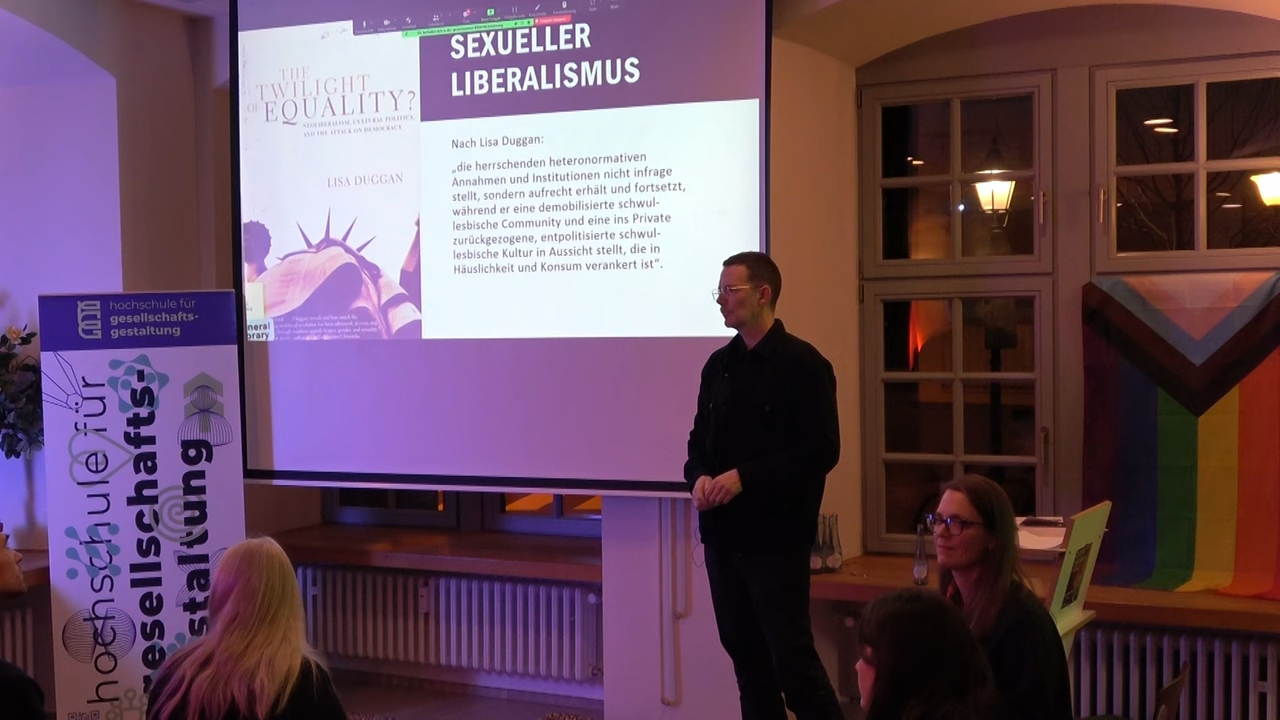 SEXUELLER
LIBERALISMUS
THE
TWILIGHT
OF EQUALITY?
NEOLIBERALISM, CULTURAL POLITICS,
AND THE ATTACK ON DEMOCRACY
LISA DUGGAN
Nach Lisa Duggan:
„die herrschenden heteronormativen
Annahmen und Institutionen nicht infrage
stellt, sondern aufrecht erhält und fortsetzt,
während er eine demobilisierte schwul-
lesbische Community und eine ins Private
zurückgezogene, entpolitisierte schwul-
lesbische Kultur in Aussicht stellt, die in
Häuslichkeit und Konsum verankert ist“.
hochschule für
gesellschafts-
gestaltung
hochschule für
gesellschafts-
staltung